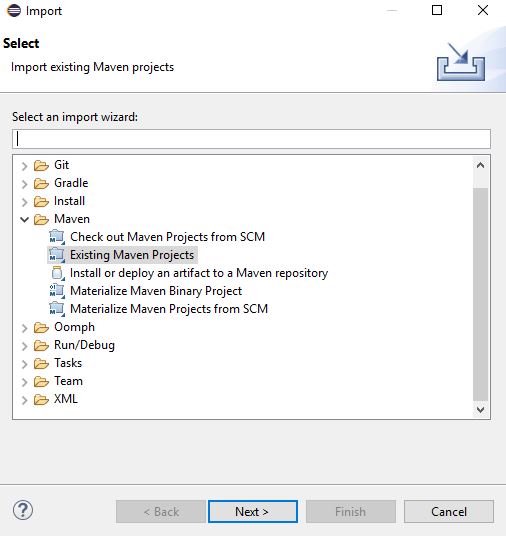 Import
Select
Import existing Maven projects
Select an import wizard:
Git
Gradle
Install
Maven
Check out Maven Projects from SCM
Existing Maven Projects
Install or deploy an artifact to a Maven repository
Materialize Maven Binary Project
Materialize Maven Projects from SCM
Oomph
Run/Debug
Tasks
Team
XML
?
< Back
Next >
Finish
Cancel